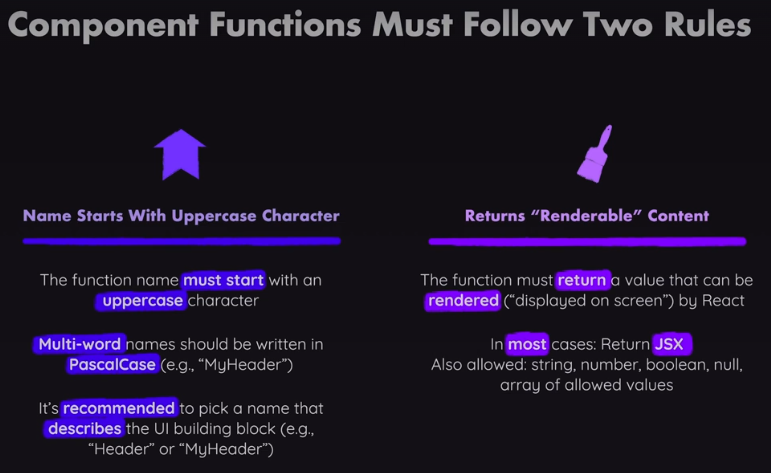 Component Functions Must Follow Two Rules
Name Starts With Uppercase Character
The function name must start with an
uppercase character
Multi-word names should be written in
PascalCase (e.g., “MyHeader”)
It’s recommended to pick a name that
describes the UI building block (e.g.,
“Header” or “MyHeader”)
Returns “Renderable” Content
The function must return a value that can be
rendered (“displayed on screen”) by React
In most cases: Return JSX
Also allowed: string, number, boolean, null,
array of allowed values